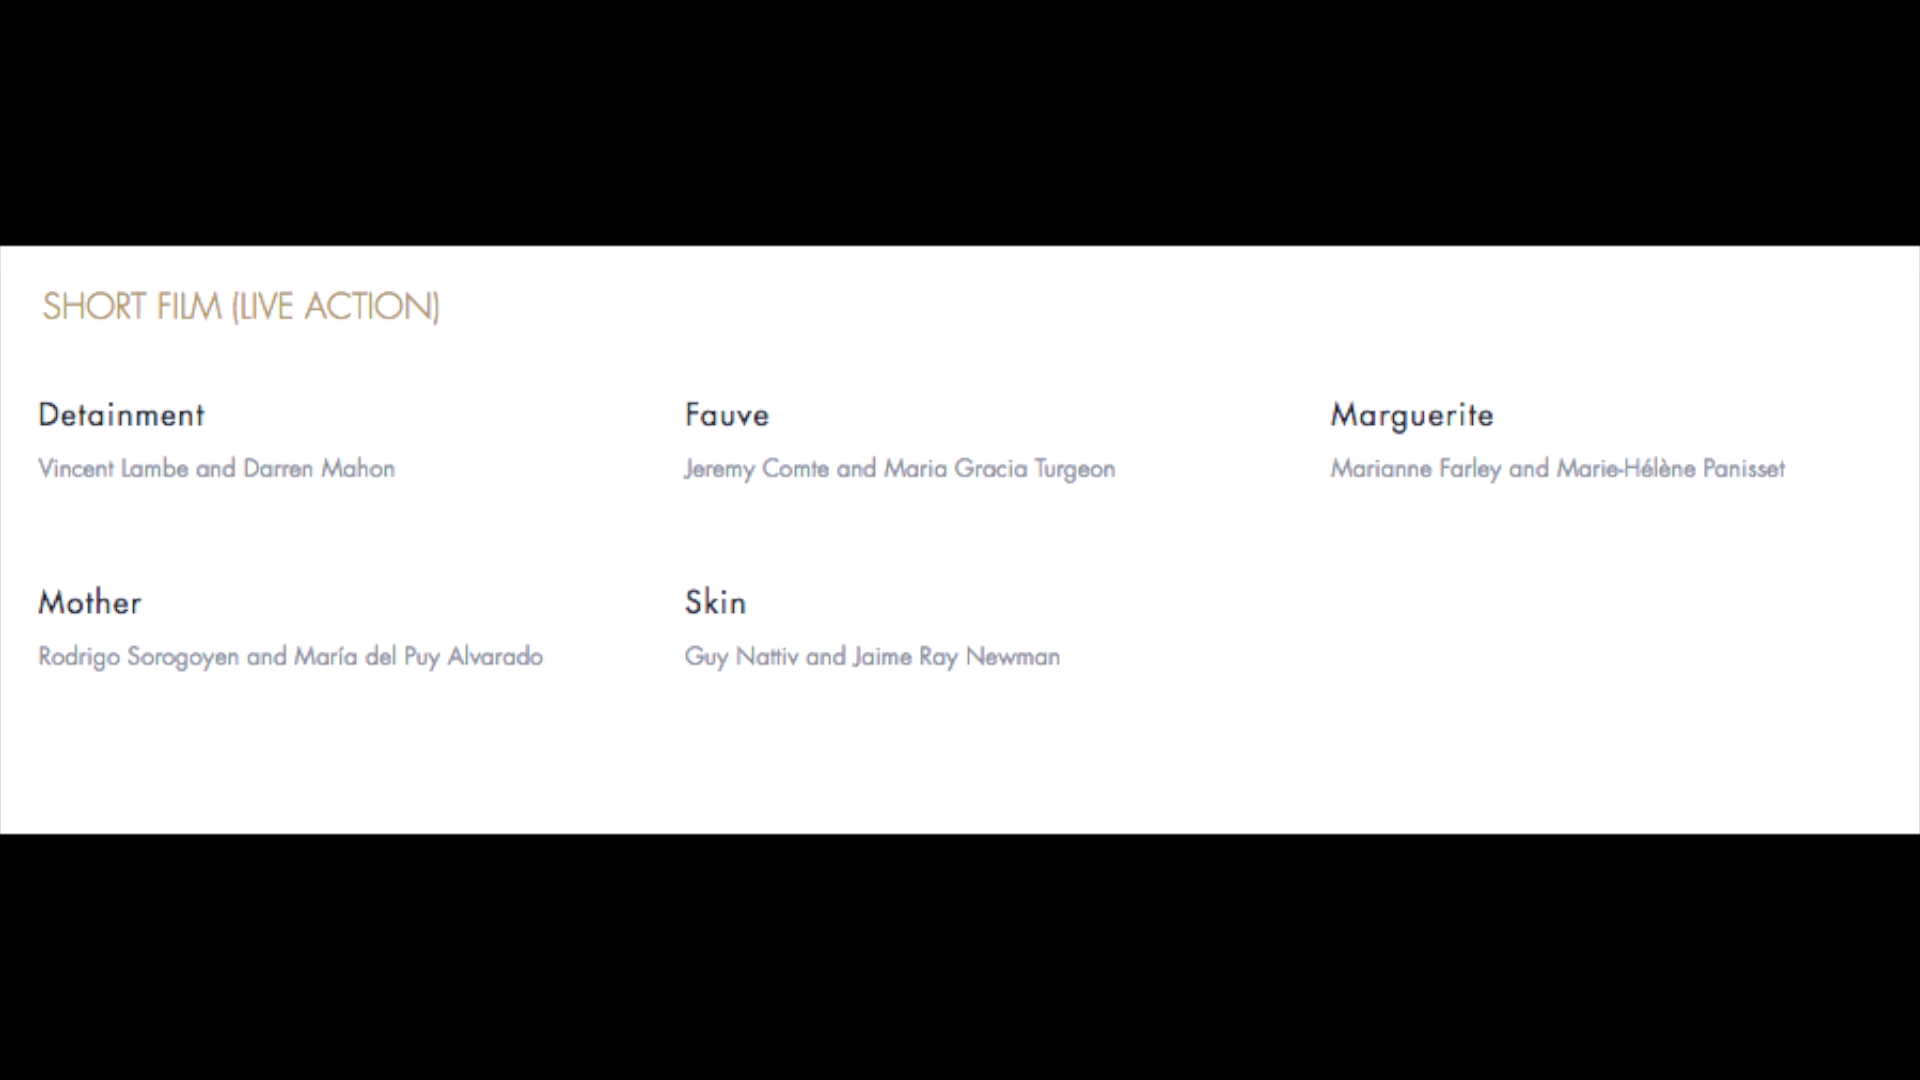 SHORT FILM (LIVE ACTION)
Detainment
Vincent Lambe and Darren Mahon
Fauve
Jeremy Comte and Maria Gracia Turgeon
Marguerite
Marianne Farley and Marie-Hélène Panisset
Mother
Rodrigo Sorogoyen and María del Puy Alvarado
Skin
Guy Nattiv and Jaime Ray Newman